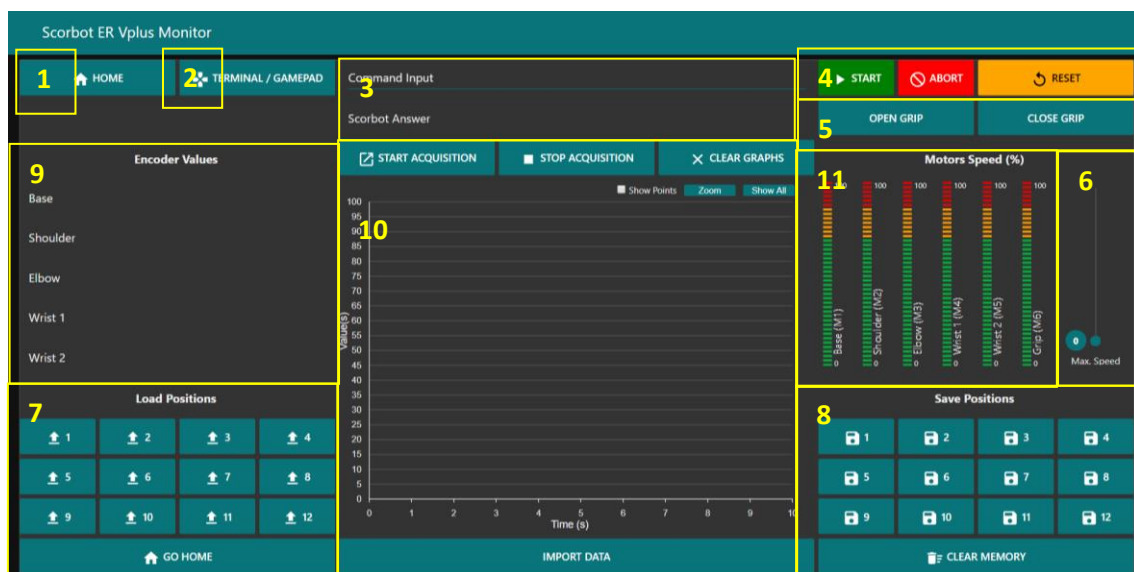 Scorbot ER Vplus Monitor
1 HOME
2 TERMINAL / GAMEPAD
3
Command Input
Scorbot Answer
4 START
ABORT
RESET
5
OPEN GRIP
CLOSE GRIP
9
Encoder Values
Base
Shoulder
Elbow
Wrist 1
Wrist 2
START ACQUISITION
STOP ACQUISITION
CLEAR GRAPHS
Show Points
Zoom
Show All
10
100
95
90
85
80
75
70
65
60
55
50
45
40
35
30
25
20
15
10
5
0
Value(s)
0 1 2 3 4 5 6 7 8 9 10
Time (s)
IMPORT DATA
11
Motors Speed (%)
100 100 100 100 100 100
Base (M1)
Shoulder (M2)
Elbow (M3)
Wrist 1 (M4)
Wrist 2 (M5)
Grip (M6)
0 0 0 0 0 0
6
0
Max. Speed
7
Load Positions
1 2 3 4
5 6 7 8
9 10 11 12
GO HOME
8
Save Positions
1 2 3 4
5 6 7 8
9 10 11 12
CLEAR MEMORY